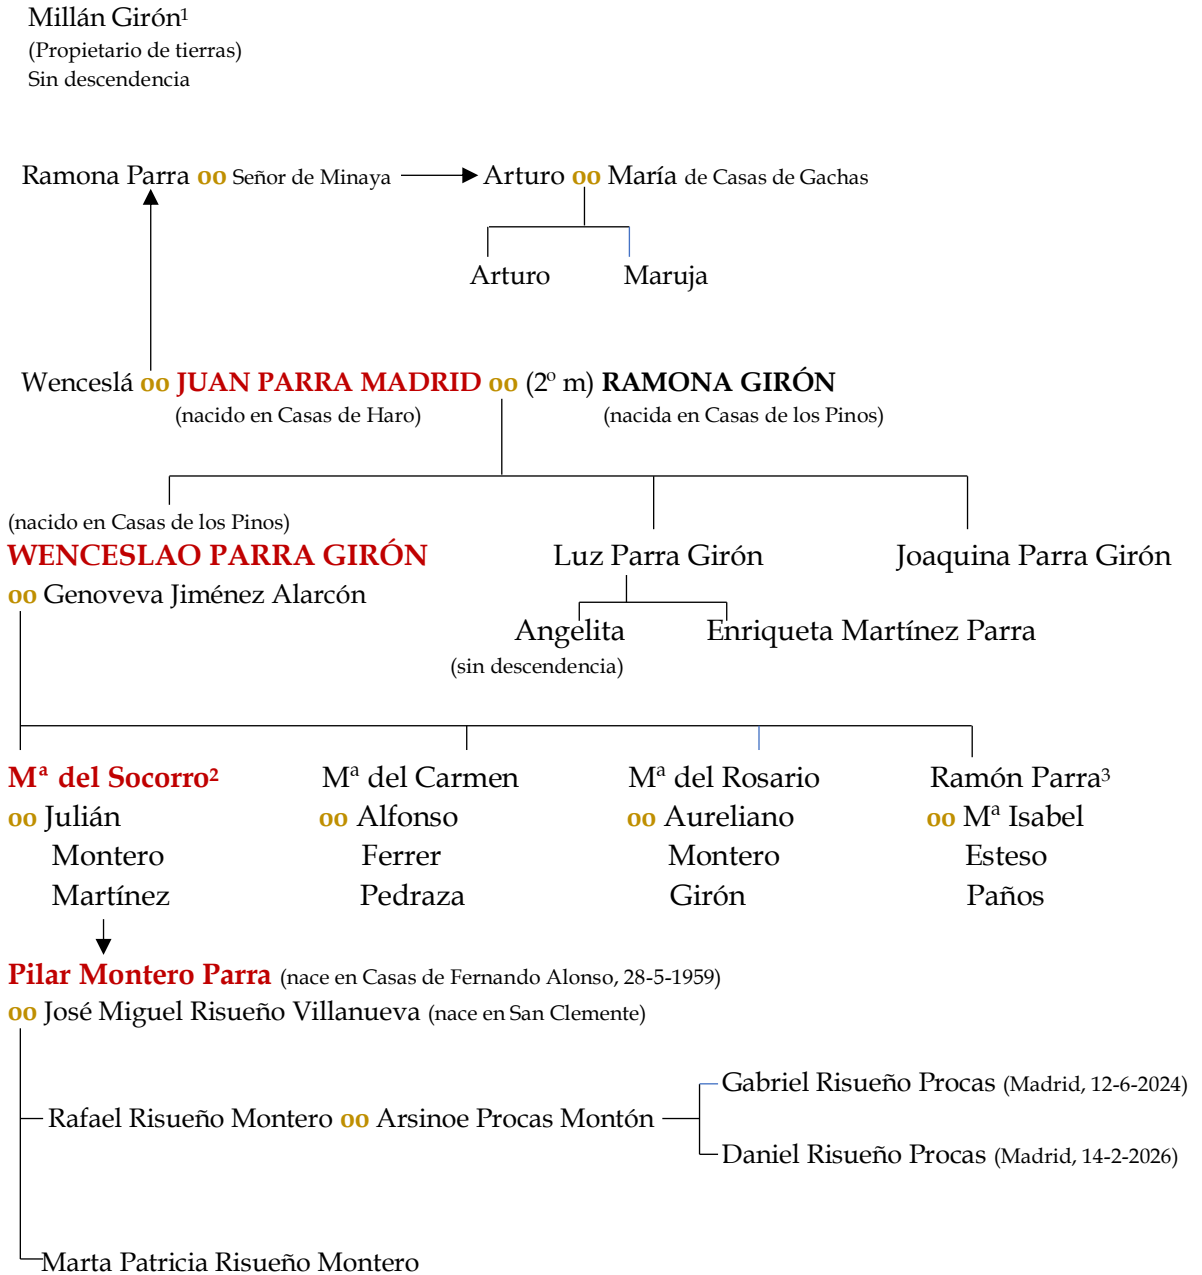 Millán Girón¹
(Propietario de tierras)
Sin descendencia
Ramona Parra oo Señor de Minaya Arturo oo María de Casas de Gachas
Arturo Maruja
Wenceslá oo JUAN PARRA MADRID oo (2º m) RAMONA GIRÓN
(nacido en Casas de Haro) (nacida en Casas de los Pinos)
(nacido en Casas de los Pinos)
WENCESLAO PARRA GIRÓN Luz Parra Girón Joaquina Parra Girón
oo Genoveva Jiménez Alarcón
Angelita Enriqueta Martínez Parra
(sin descendencia)
Mª del Socorro² Mª del Carmen Mª del Rosario Ramón Parra³
oo Julián oo Alfonso oo Aureliano oo Mª Isabel
Montero Ferrer Montero Esteso
Martínez Pedraza Girón Paños
Pilar Montero Parra (nace en Casas de Fernando Alonso, 28-5-1959)
oo José Miguel Risueño Villanueva (nace en San Clemente)
Gabriel Risueño Procas (Madrid, 12-6-2024)
Rafael Risueño Montero oo Arsinoe Procas Montón
Daniel Risueño Procas (Madrid, 14-2-2026)
Marta Patricia Risueño Montero